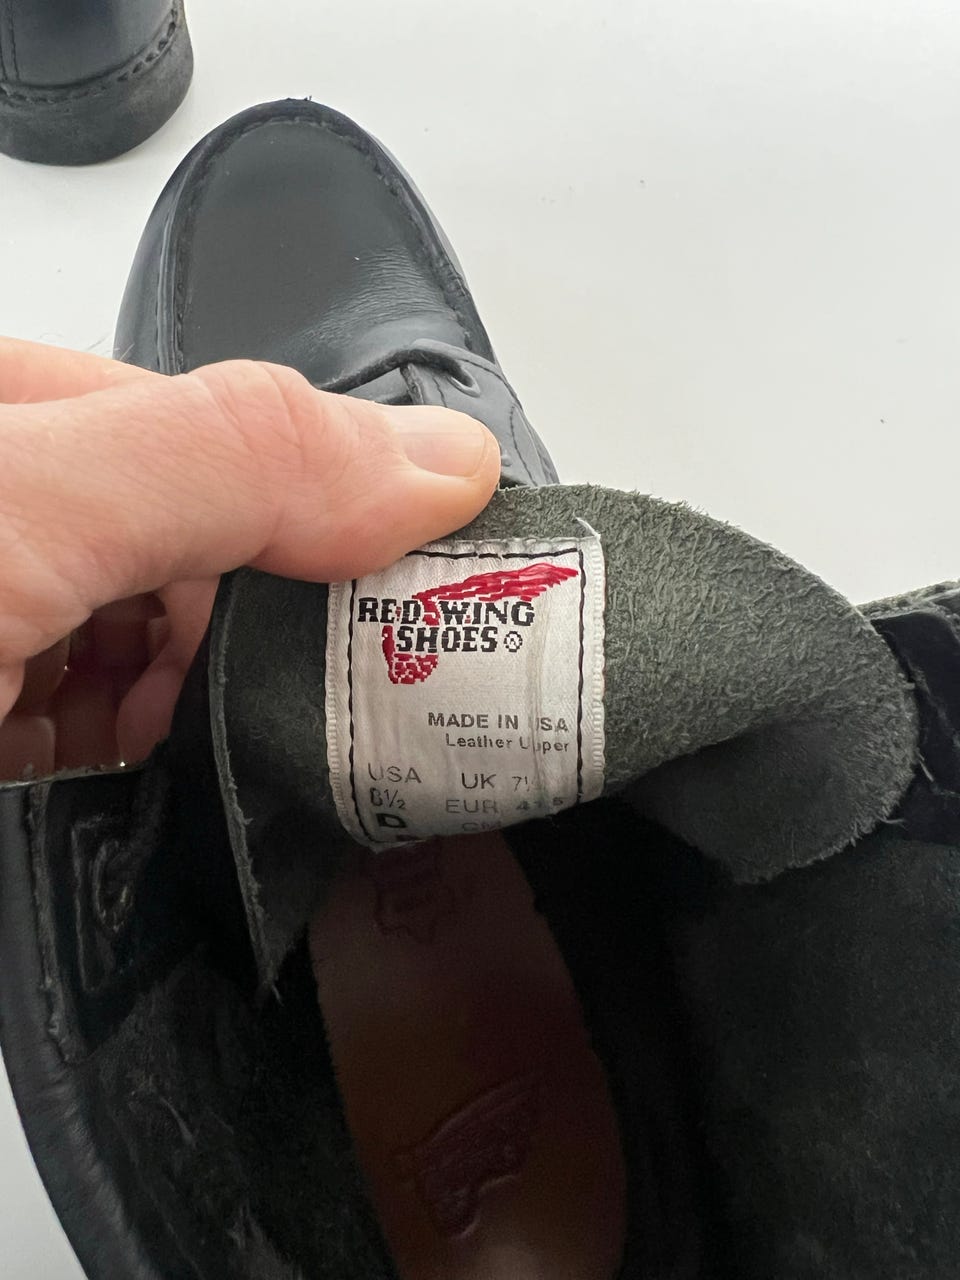 RED WING
SHOES®
MADE IN USA
Leather Upper
USA UK
8½ EUR
D